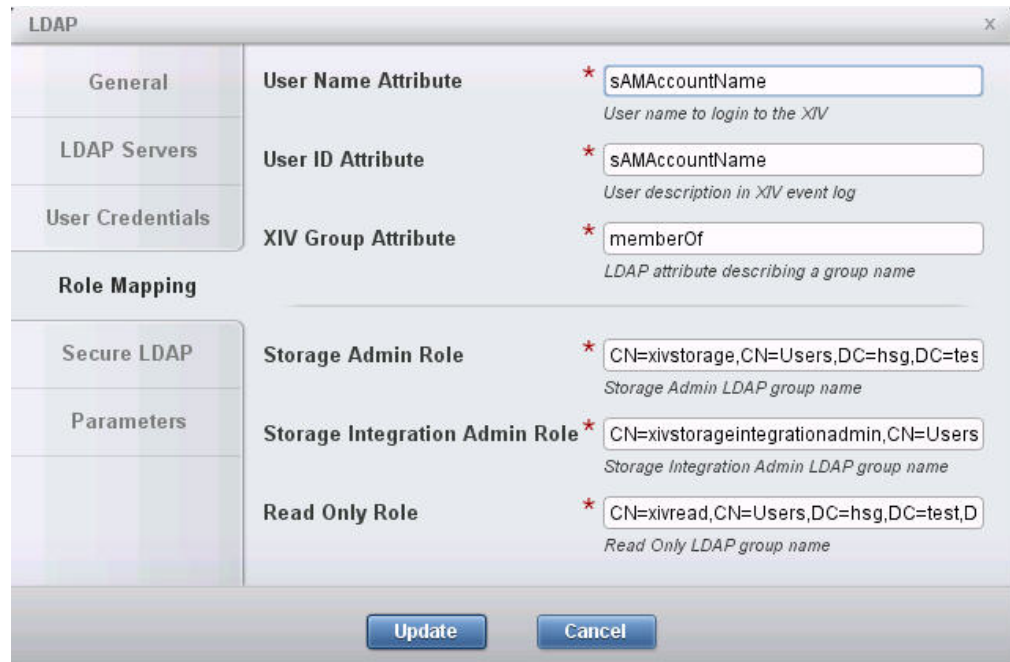 LDAP x
General
LDAP Servers
User Credentials
Role Mapping
Secure LDAP
Parameters
User Name Attribute * sAMAccountName
User name to login to the XIV
User ID Attribute * sAMAccountName
User description in XIV event log
XIV Group Attribute * memberOf
LDAP attribute describing a group name
Storage Admin Role * CN=xivstorage,CN=Users,DC=hsg,DC=tes
Storage Admin LDAP group name
Storage Integration Admin Role * CN=xivstorageintegrationadmin,CN=Users
Storage Integration Admin LDAP group name
Read Only Role * CN=xivread,CN=Users,DC=hsg,DC=test,D
Read Only LDAP group name
Update Cancel